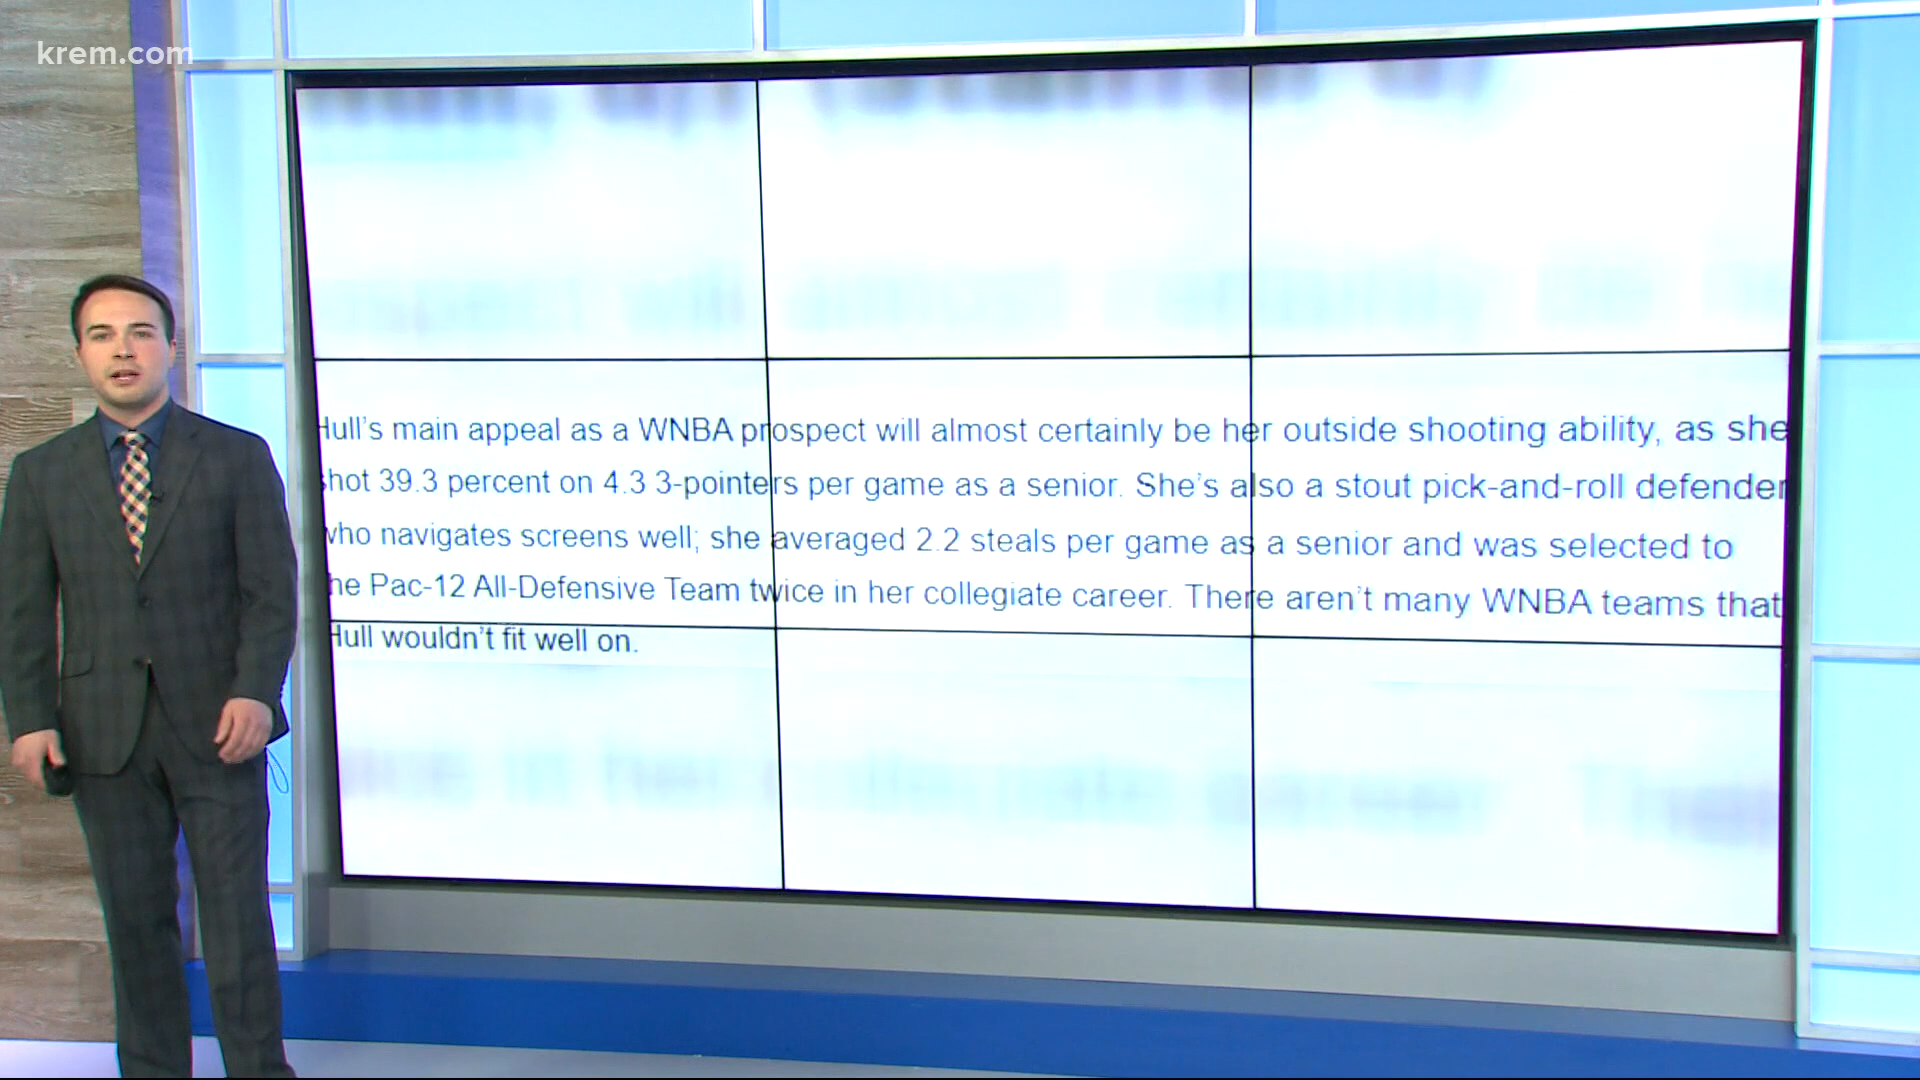 krem.com
Hull's main appeal as a WNBA prospect will almost certainly be her outside shooting ability, as she
shot 39.3 percent on 4.3 3-pointers per game as a senior. She's also a stout pick-and-roll defender
who navigates screens well; she averaged 2.2 steals per game as a senior and was selected to
the Pac-12 All-Defensive Team twice in her collegiate career. There aren't many WNBA teams that
Hull wouldn't fit well on.